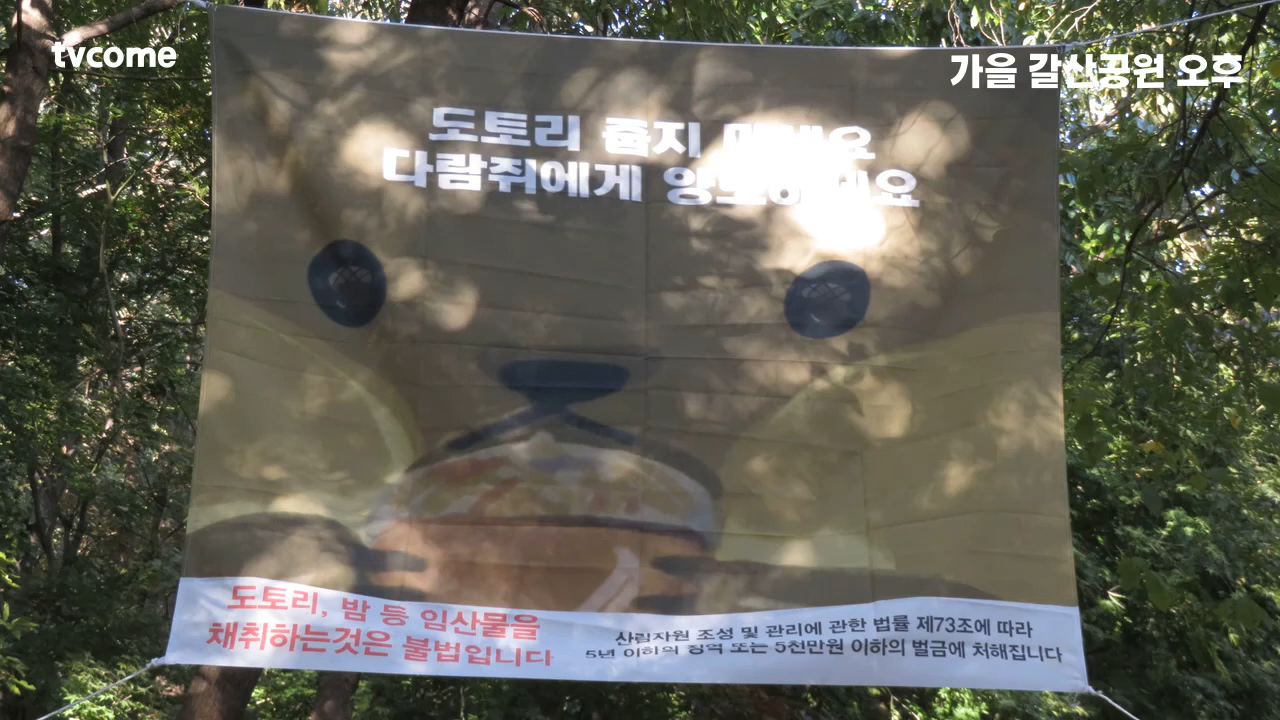 tvcome
가을 갈산공원 오후
도토리 줍지 마세요
다람쥐에게 양보하세요
도토리, 밤 등 임산물을
채취하는것은 불법입니다
산림자원 조성 및 관리에 관한 법률 제73조에 따라
5년 이하의 징역 또는 5천만원 이하의 벌금에 처해집니다